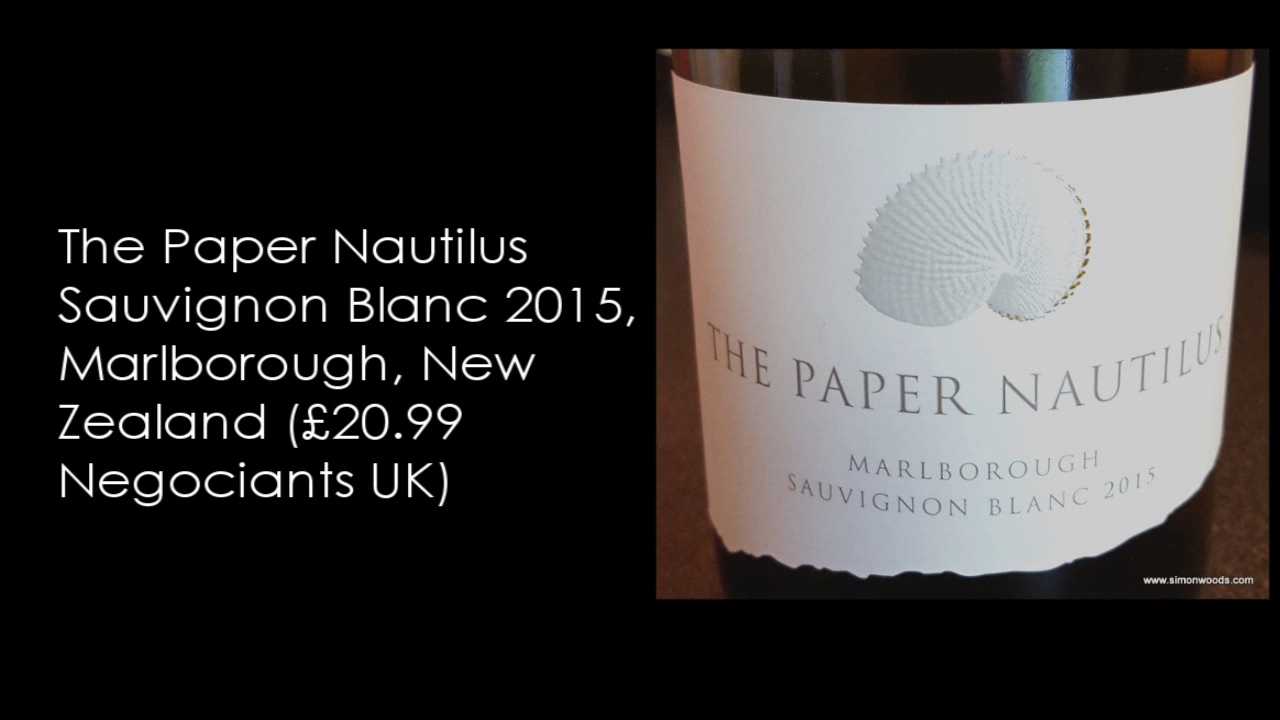 The Paper Nautilus
Sauvignon Blanc 2015,
Marlborough, New
Zealand (£20.99
Negociants UK)
THE PAPER NAUTILUS
MARLBOROUGH
SAUVIGNON BLANC 2015
www.simonwoods.com